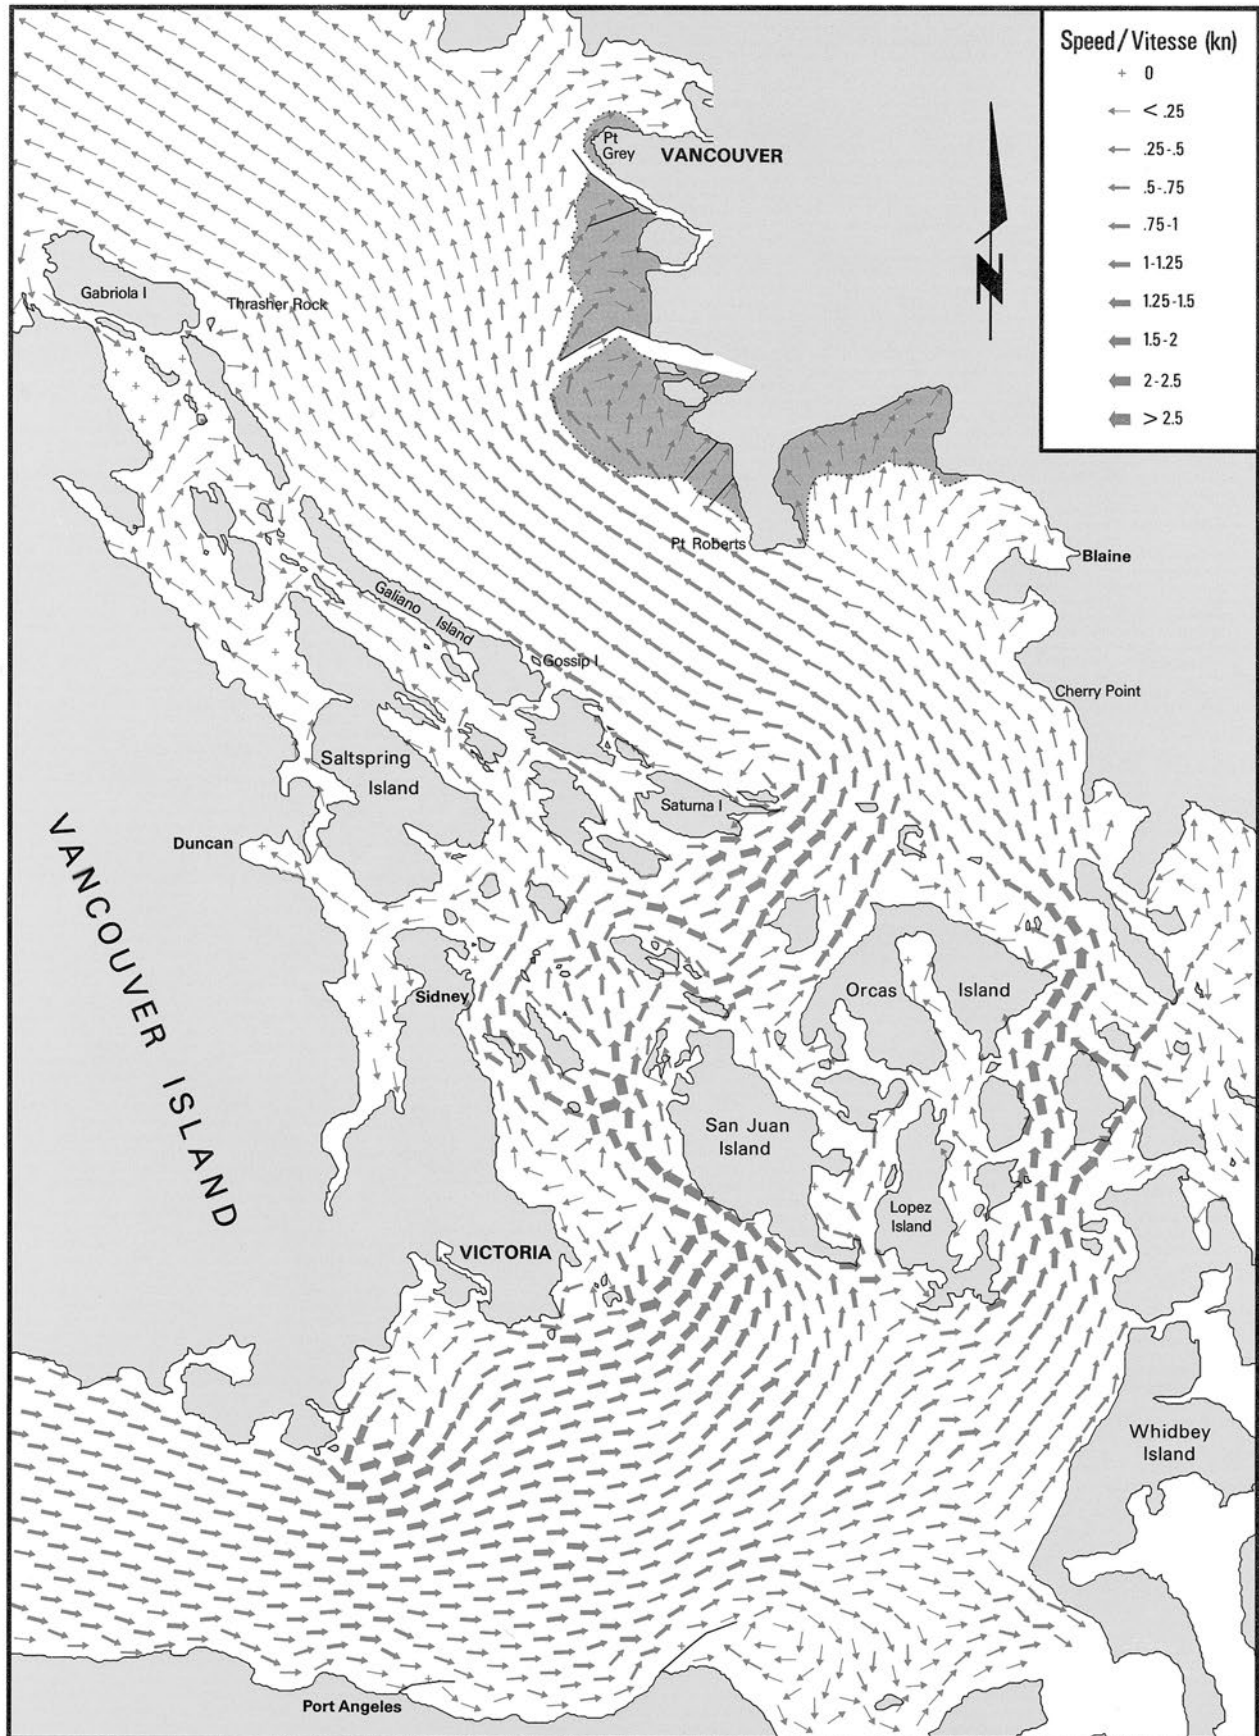 Speed/Vitesse (kn)
+ 0
< .25
.25-.5
.5-.75
.75-1
1-1.25
1.25-1.5
1.5-2
2-2.5
> 2.5
N
Pt
Grey
VANCOUVER
Gabriola I
Thrasher Rock
Pt Roberts
Blaine
Galiano
Island
Gossip I
Cherry Point
Saltspring
Island
Saturna I
Duncan
VANCOUVER ISLAND
Sidney
Orcas Island
San Juan
Island
Lopez
Island
VICTORIA
Whidbey
Island
Port Angeles